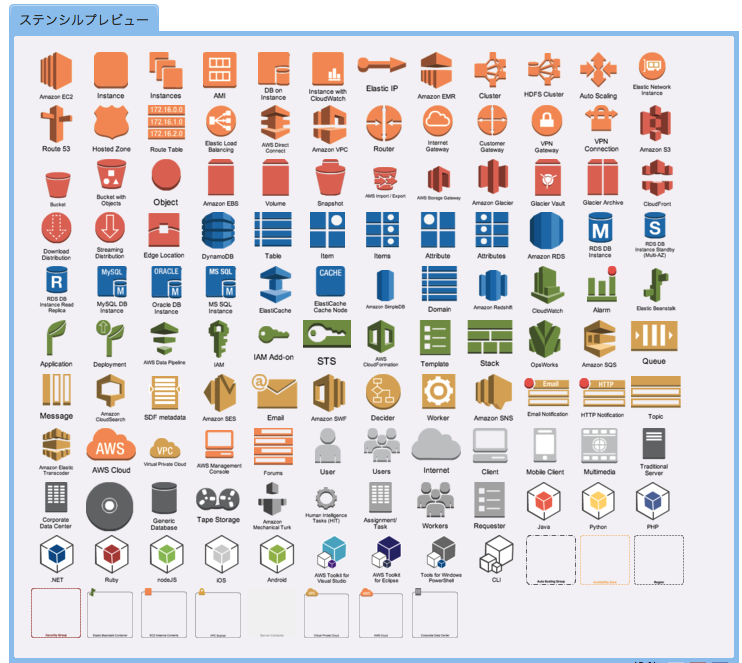 ステンシルプレビュー
Amazon EC2
Instance
Instances
AMI
DB on
Instance
Instance with
CloudWatch
Elastic IP
Amazon EMR
Cluster
HDFS Cluster
Auto Scaling
Elastic Network
Instance
Route 53
Hosted Zone
172.16.0.0
172.16.1.0
172.16.2.0
Route Table
Elastic Load
Balancing
AWS Direct
Connect
Amazon VPC
Router
Internet
Gateway
Customer
Gateway
VPN
Gateway
VPN
Connection
Amazon S3
Bucket
Bucket with
Objects
Object
Amazon EBS
Volume
Snapshot
AWS Import / Export
AWS Storage Gateway
Amazon Glacier
Glacier Vault
Glacier Archive
CloudFront
Download
Distribution
Streaming
Distribution
Edge Location
DynamoDB
Table
Item
Items
Attribute
Attributes
Amazon RDS
M
RDS DB
Instance
S
RDS DB
Instance Standby
(Multi-AZ)
R
RDS DB
Instance Read
Replica
MySQL
M
MySQL DB
Instance
ORACLE
M
Oracle DB
Instance
MS SQL
M
MS SQL
Instance
ElastiCache
CACHE
ElastiCache
Cache Node
Amazon SimpleDB
Domain
Amazon Redshift
CloudWatch
Alarm
Elastic Beanstalk
Application
Deployment
AWS Data Pipeline
IAM
IAM Add-on
STS
AWS
CloudFormation
Template
Stack
OpsWorks
Amazon SQS
Queue
Message
Amazon
CloudSearch
SDF metadata
Amazon SES
@
Email
Amazon SWF
Decider
Worker
Amazon SNS
Email
Email Notification
HTTP
HTTP Notification
Topic
Amazon Elastic
Transcoder
AWS
AWS Cloud
VPC
Virtual Private Cloud
AWS Management
Console
Forums
User
Users
Internet
Client
Mobile Client
Multimedia
Traditional
Server
Corporate
Data Center
Generic
Database
Tape Storage
Amazon
Mechanical Turk
Human Intelligence
Tasks (HIT)
Assignment/
Task
Workers
Requester
Java
Python
PHP
.NET
Ruby
nodeJS
iOS
Android
AWS Toolkit for
Visual Studio
AWS Toolkit
for Eclipse
Tools for Windows
PowerShell
CLI
Auto Scaling Group
Availability Zone
Region
Security Group
Elastic Beanstalk Container
EC2 Instance Contents
VPC Subnet
Virtual Private Cloud
AWS Cloud
Corporate Data Center